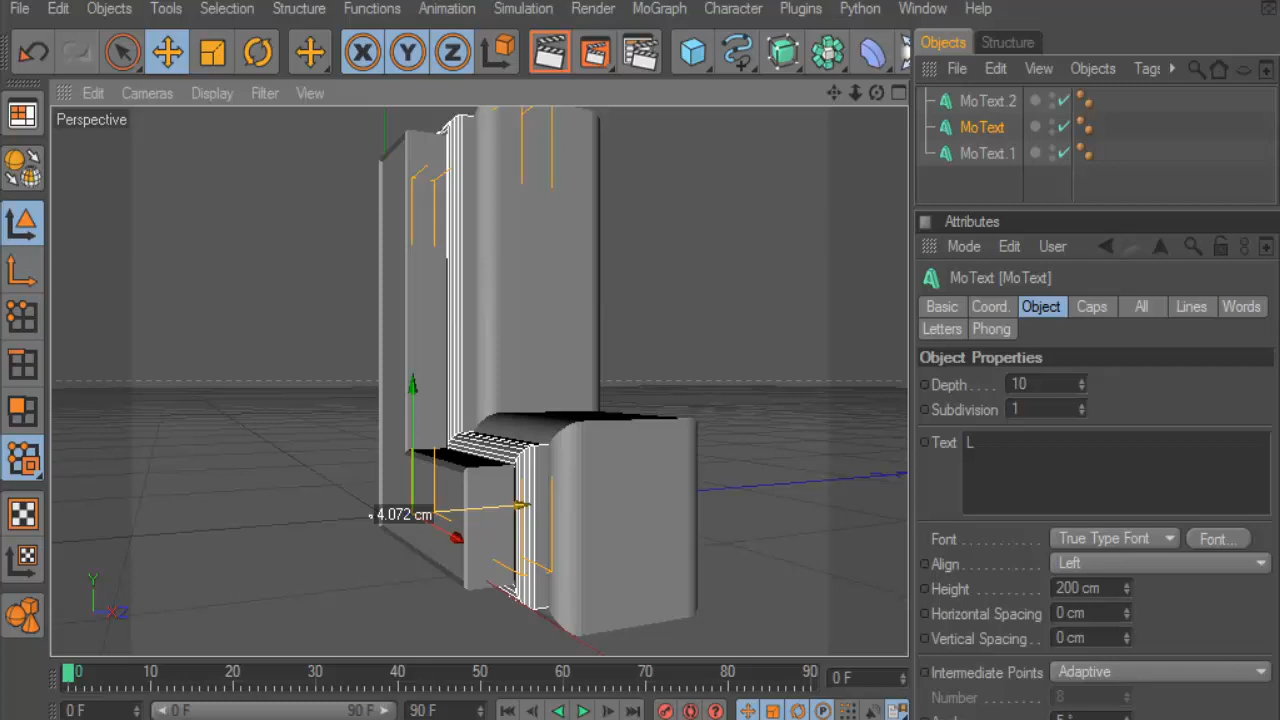 File Edit Objects Tools Selection Structure Functions Animation Simulation Render MoGraph Character Plugins Python Window Help
Objects Structure
File Edit View Objects Tags
Edit Cameras Display Filter View
Perspective
MoText.2
MoText
MoText.1
Attributes
Mode Edit User
MoText [MoText]
Basic Coord. Object Caps All Lines Words
Letters Phong
Object Properties
Depth.... 10
Subdivision 1
Text L
4.072 cm
Font........... True Type Font Font...
Align.......... Left
Height......... 200 cm
Horizontal Spacing 0 cm
Vertical Spacing.. 0 cm
Intermediate Points Adaptive
Number 8
X Y Z
Y X Z
0 10 20 30 40 50 60 70 80 90 0 F
0 F 0 F 90 F 90 F